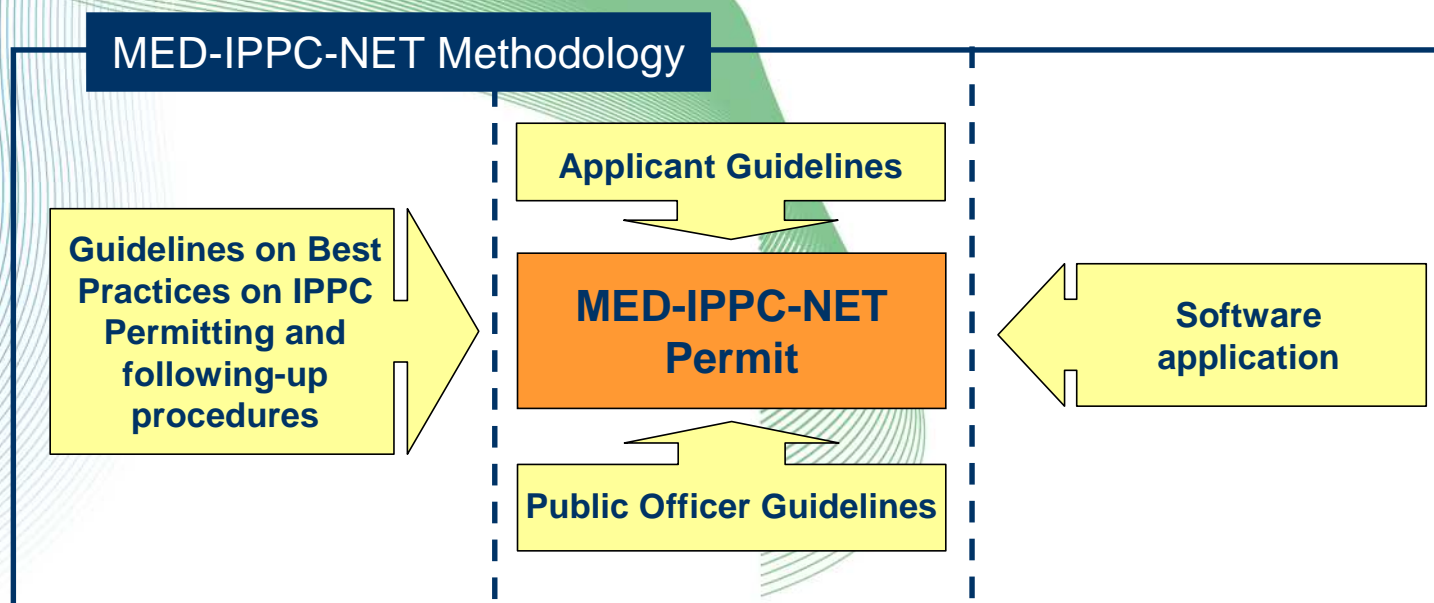 MED-IPPC-NET Methodology
Applicant Guidelines
Guidelines on Best
Practices on IPPC
Permitting and
following-up
procedures
MED-IPPC-NET
Permit
Software
application
Public Officer Guidelines